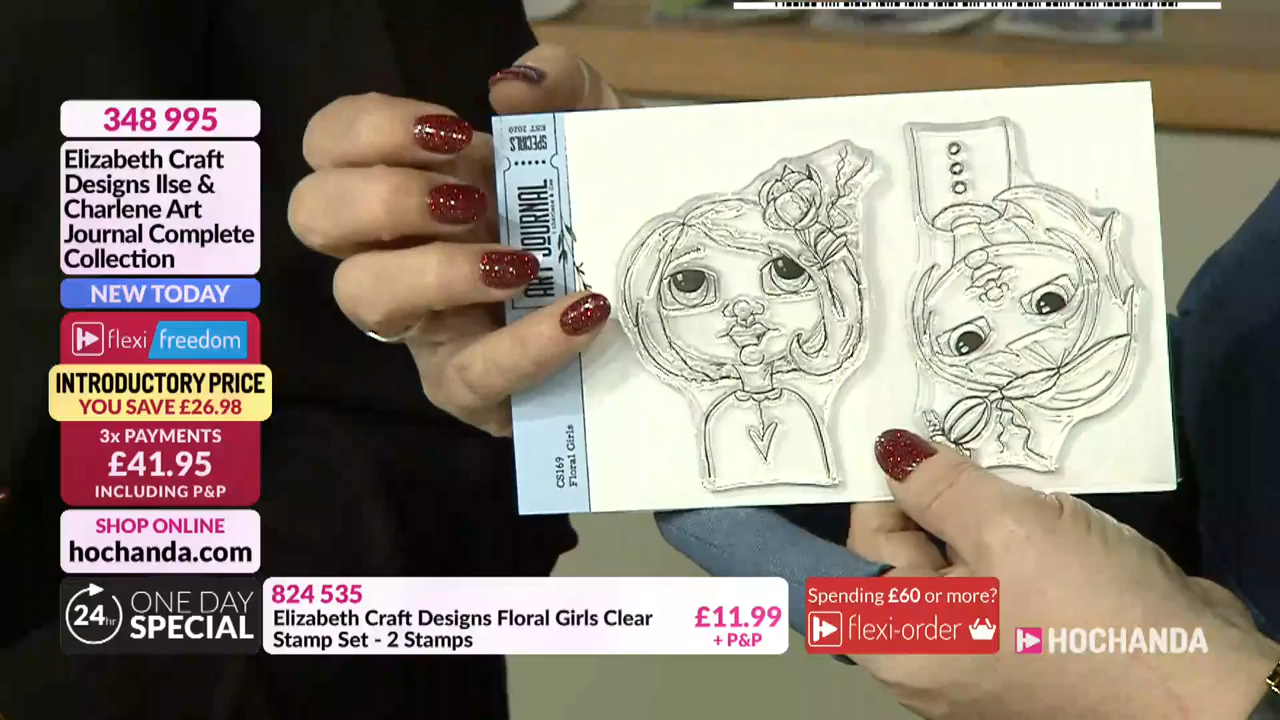 348 995
Elizabeth Craft
Designs Ilse &
Charlene Art
Journal Complete
Collection
NEW TODAY
flexi freedom
INTRODUCTORY PRICE
YOU SAVE £26.98
3x PAYMENTS
£41.95
INCLUDING P&P
SHOP ONLINE
hochanda.com
24hr ONE DAY
SPECIAL
824 535
Elizabeth Craft Designs Floral Girls Clear
Stamp Set - 2 Stamps
£11.99
+ P&P
Spending £60 or more?
flexi-order
HOCHANDA
ART JOURNAL
SPECIALS
EST 2020
CS169
Floral Girls